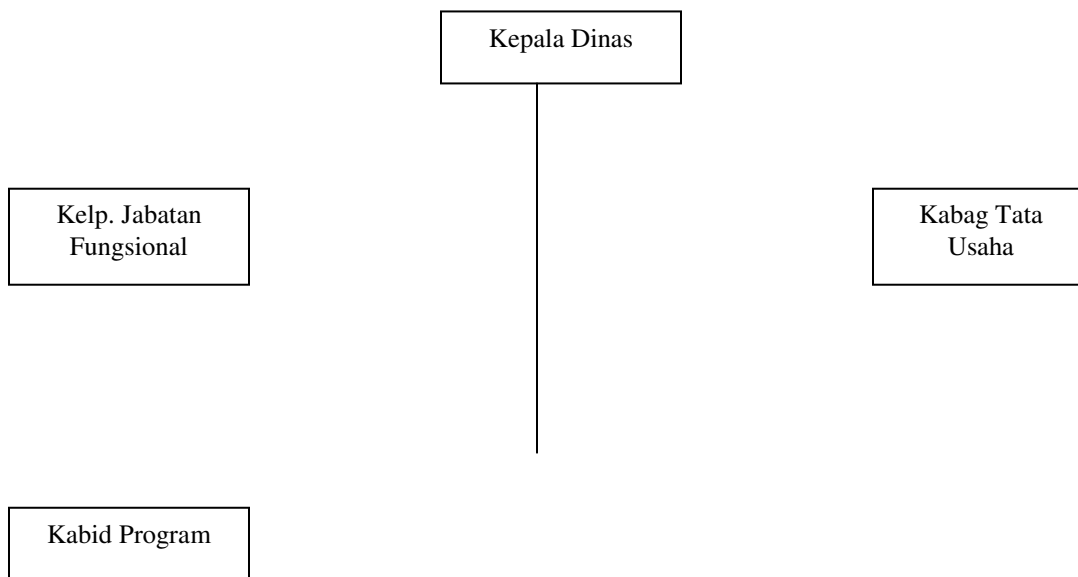 Kepala Dinas
Kelp. Jabatan
Fungsional
Kabag Tata
Usaha
Kabid Program